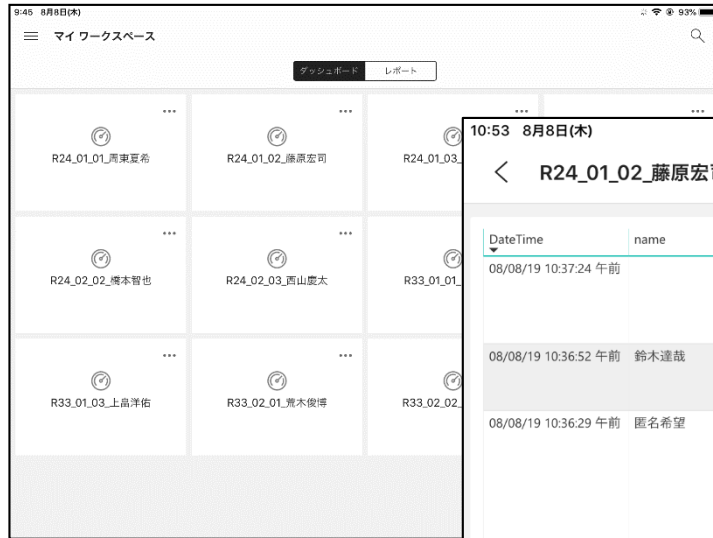 9:45 8月8日(木)
93%
マイ ワークスペース
ダッシュボード レポート
R24_01_01_周東夏希
R24_01_02_藤原宏司
R24_01_03_
R24_02_02_橋本智也
R24_02_03_西山慶太
R33_01_01_
R33_01_03_上畠洋佑
R33_02_01_荒木俊博
R33_02_02_
10:53 8月8日(木)
R24_01_02_藤原宏司
DateTime name
08/08/19 10:37:24 午前
08/08/19 10:36:52 午前 鈴木達哉
08/08/19 10:36:29 午前 匿名希望